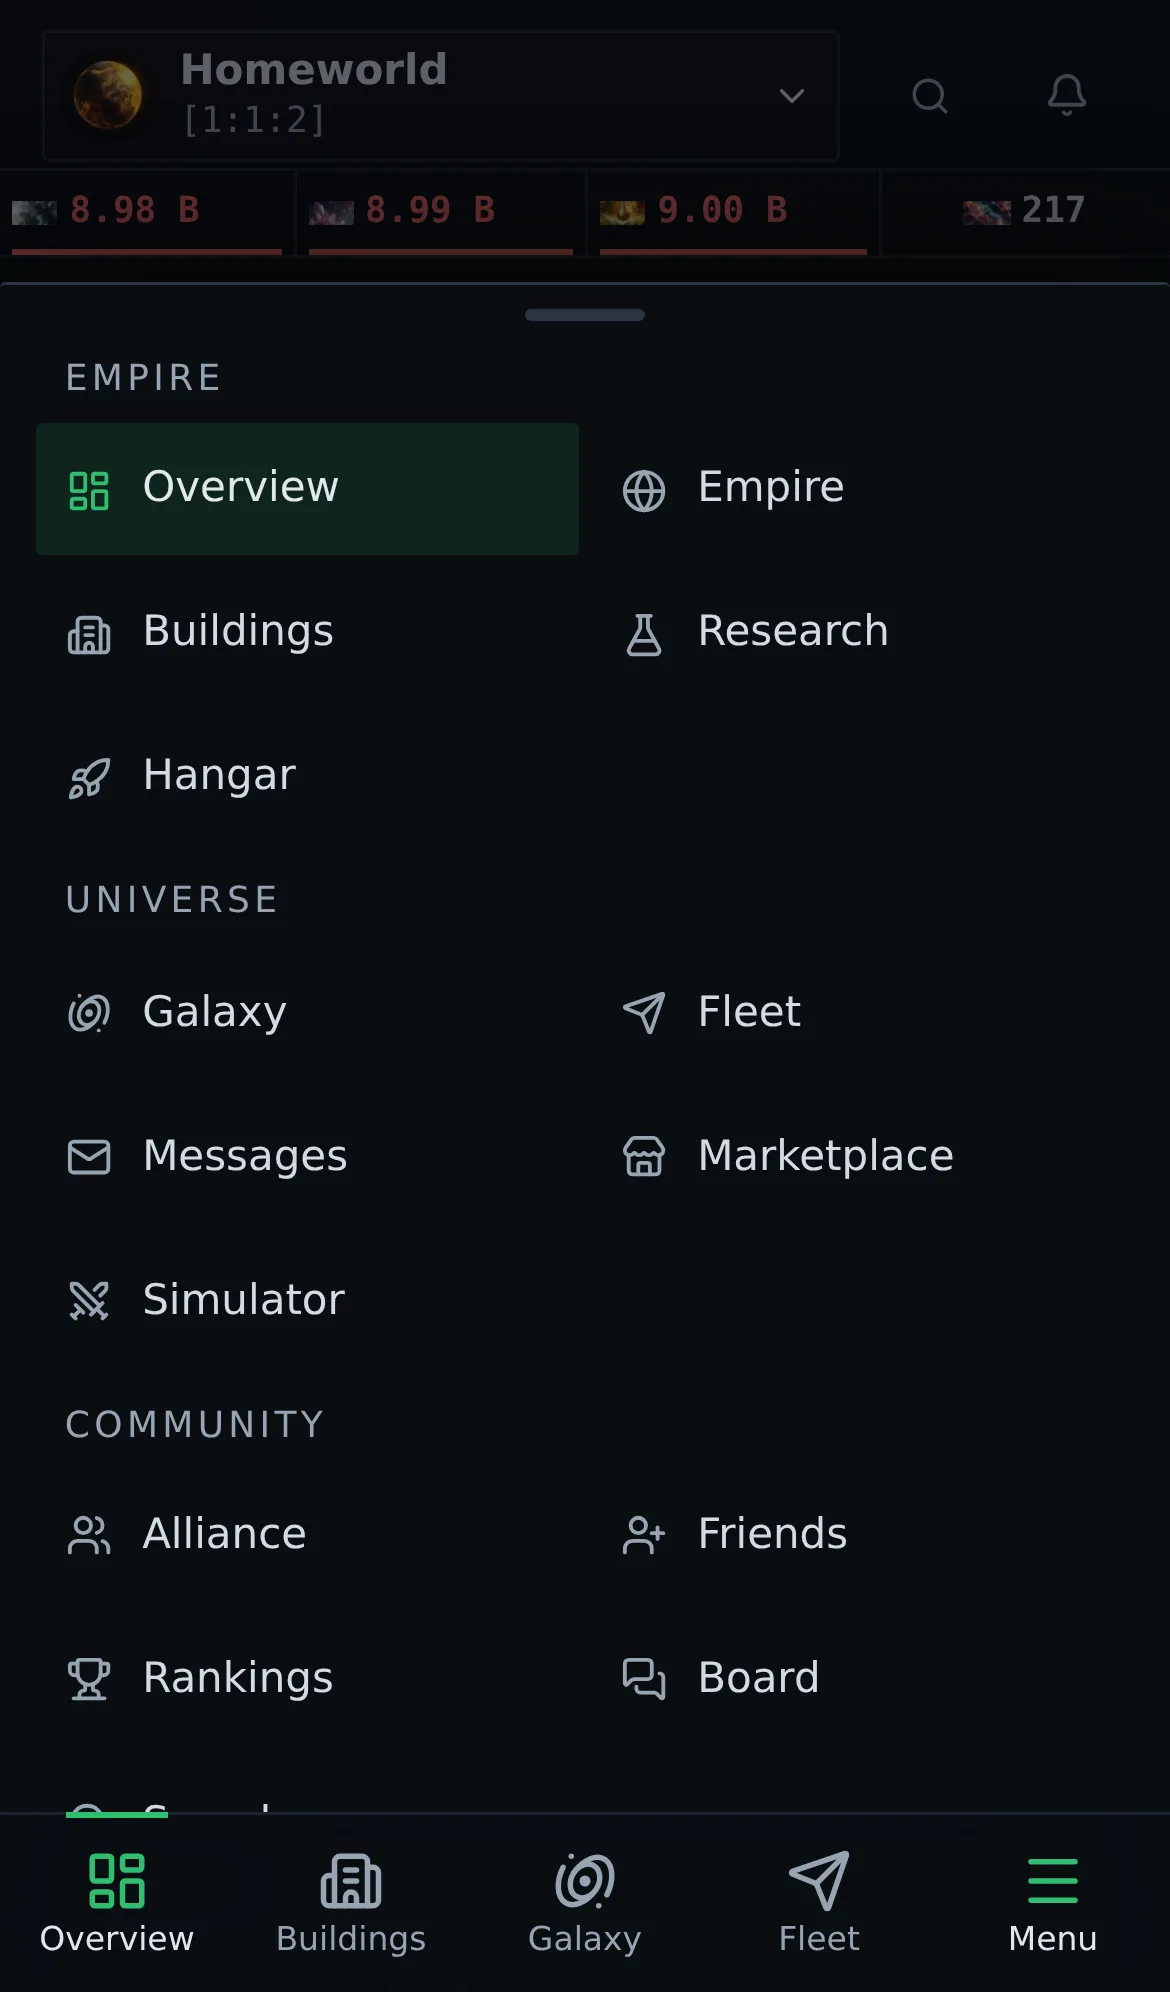 Homeworld
[1:1:2]
8.98 B 8.99 B 9.00 B 217
EMPIRE
Overview Empire
Buildings Research
Hangar
UNIVERSE
Galaxy Fleet
Messages Marketplace
Simulator
COMMUNITY
Alliance Friends
Rankings Board
Overview Buildings Galaxy Fleet Menu